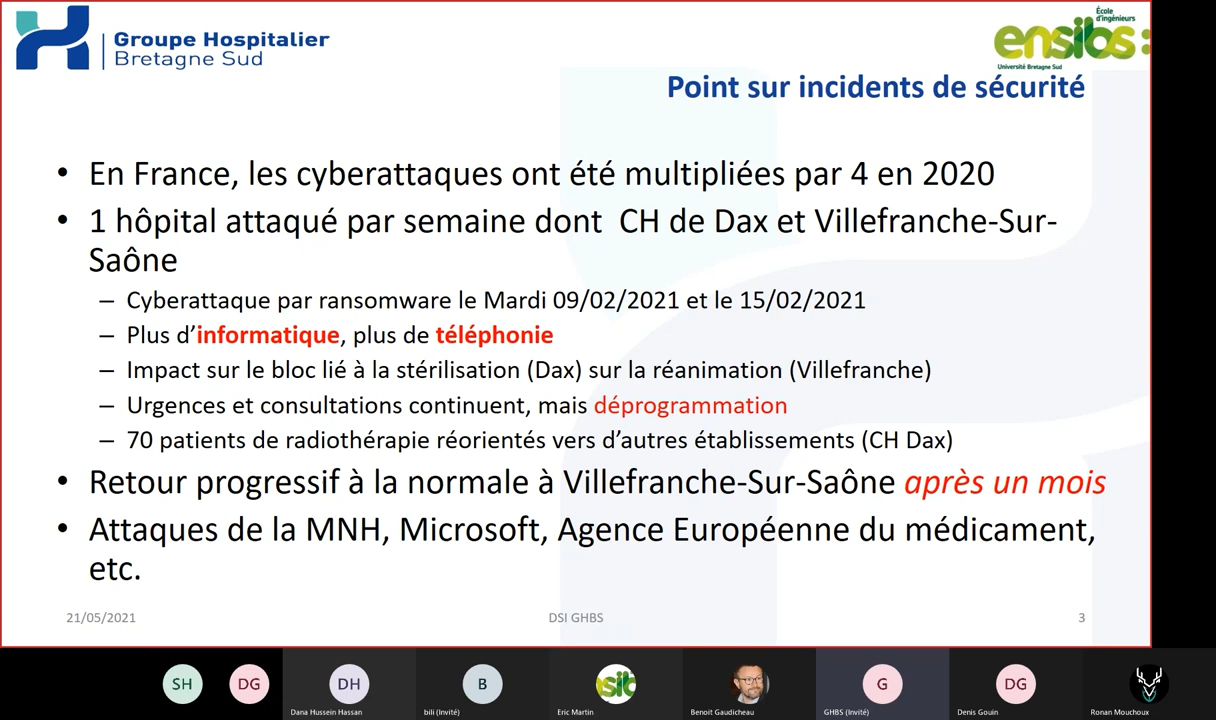 Groupe Hospitalier
Bretagne Sud
École
d'ingénieurs
ensibs
Université Bretagne Sud
Point sur incidents de sécurité
• En France, les cyberattaques ont été multipliées par 4 en 2020
• 1 hôpital attaqué par semaine dont  CH de Dax et Villefranche-Sur-
Saône
– Cyberattaque par ransomware le Mardi 09/02/2021 et le 15/02/2021
– Plus d’informatique, plus de téléphonie
– Impact sur le bloc lié à la stérilisation (Dax) sur la réanimation (Villefranche)
– Urgences et consultations continuent, mais déprogrammation
– 70 patients de radiothérapie réorientés vers d’autres établissements (CH Dax)
• Retour progressif à la normale à Villefranche-Sur-Saône après un mois
• Attaques de la MNH, Microsoft, Agence Européenne du médicament,
etc.
21/05/2021 DSI GHBS 3
SH DG DH B sib G DG
Dana Hussein Hassan bili (Invité) Eric Martin Benoit Gaudicheau GHBS (Invité) Denis Gouin Ronan Mouchoux